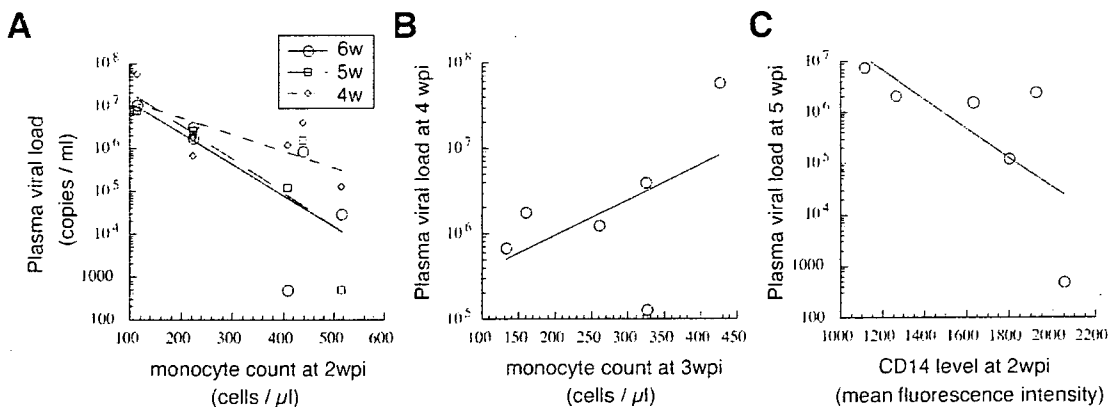 A
Plasma viral load
(copies / ml)
10^8
10^7
10^6
10^5
10^4
1000
100
100 200 300 400 500 600
monocyte count at 2wpi
(cells / µl)
6w
5w
4w
B
Plasma viral load at 4 wpi
10^8
10^7
10^6
10^5
100 150 200 250 300 350 400 450
monocyte count at 3wpi
(cells / µl)
C
Plasma viral load at 5 wpi
10^7
10^6
10^5
10^4
1000
100
1000 1200 1400 1600 1800 2000 2200
CD14 level at 2wpi
(mean fluorescence intensity)